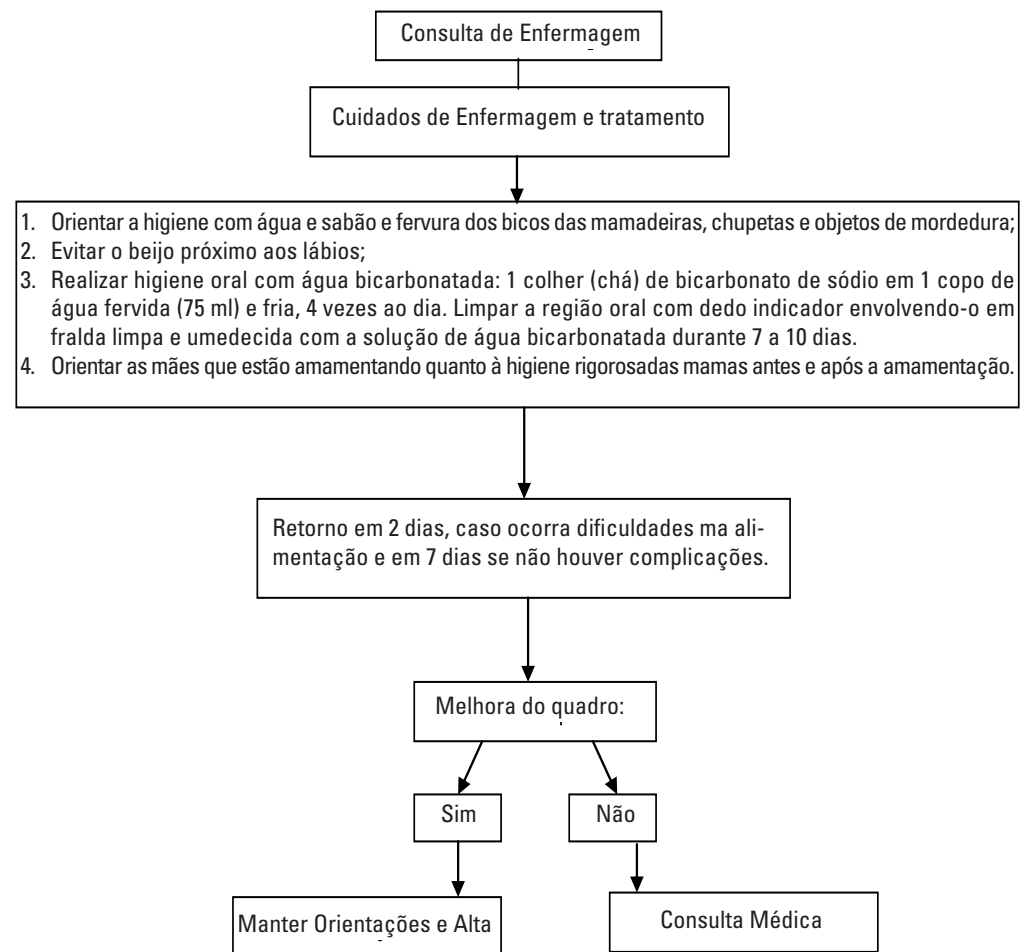 Consulta de Enfermagem
Cuidados de Enfermagem e tratamento
1. Orientar a higiene com água e sabão e fervura dos bicos das mamadeiras, chupetas e objetos de mordedura;
2. Evitar o beijo próximo aos lábios;
3. Realizar higiene oral com água bicarbonatada: 1 colher (chá) de bicarbonato de sódio em 1 copo de
água fervida (75 ml) e fria, 4 vezes ao dia. Limpar a região oral com dedo indicador envolvendo-o em
fralda limpa e umedecida com a solução de água bicarbonatada durante 7 a 10 dias.
4. Orientar as mães que estão amamentando quanto à higiene rigorosadas mamas antes e após a amamentação.
Retorno em 2 dias, caso ocorra dificuldades ma ali-
mentação e em 7 dias se não houver complicações.
Melhora do quadro:
Sim
Não
Manter Orientações e Alta
Consulta Médica